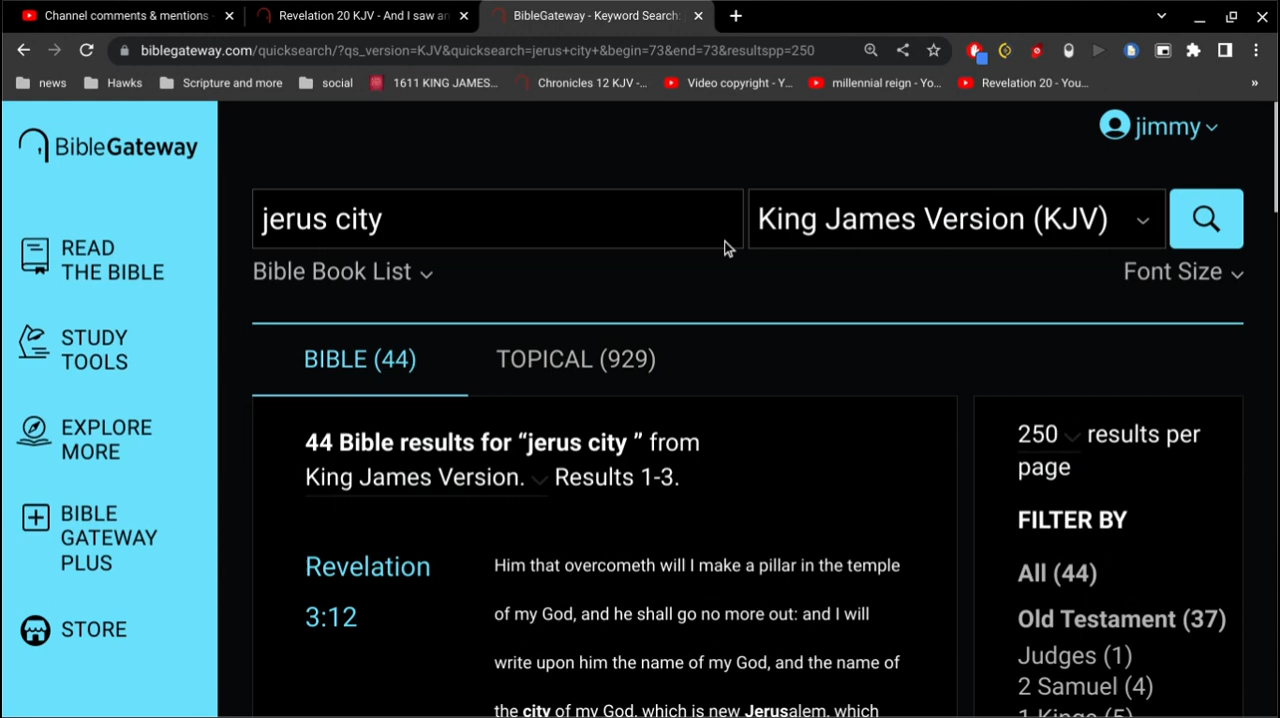 Channel comments & mentions
Revelation 20 KJV - And I saw an
BibleGateway - Keyword Search:
biblegateway.com/quicksearch/?qs_version=KJV&quicksearch=jerus+city+&begin=73&end=73&resultspp=250
news
Hawks
Scripture and more
social
1611 KING JAMES...
Chronicles 12 KJV -...
Video copyright - Y...
millennial reign - Yo...
Revelation 20 - You...
»
BibleGateway
jimmy
jerus city
King James Version (KJV)
Bible Book List
Font Size
READ
THE BIBLE
STUDY
TOOLS
EXPLORE
MORE
BIBLE
GATEWAY
PLUS
STORE
BIBLE (44)
TOPICAL (929)
44 Bible results for “jerus city ” from
King James Version. Results 1-3.
Revelation
3:12
Him that overcometh will I make a pillar in the temple
of my God, and he shall go no more out: and I will
write upon him the name of my God, and the name of
the city of my God, which is new Jerusalem, which
250 results per
page
FILTER BY
All (44)
Old Testament (37)
Judges (1)
2 Samuel (4)
1 Kings (5)